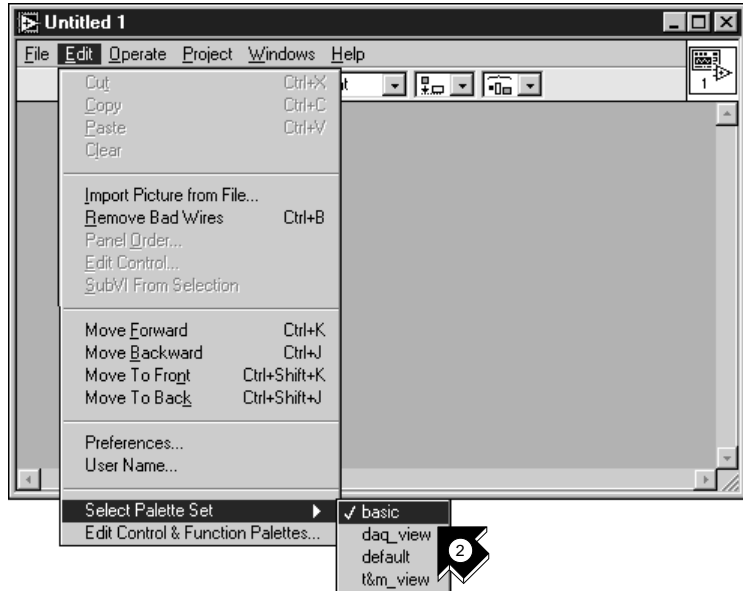 Untitled 1
File Edit Operate Project Windows Help
1
Cut Ctrl+X
Copy Ctrl+C
Paste Ctrl+V
Clear
Import Picture from File...
Remove Bad Wires Ctrl+B
Panel Order...
Edit Control...
SubVI From Selection
Move Forward Ctrl+K
Move Backward Ctrl+J
Move To Front Ctrl+Shift+K
Move To Back Ctrl+Shift+J
Preferences...
User Name...
Select Palette Set
Edit Control & Function Palettes...
basic
daq_view
default
t&m_view
2